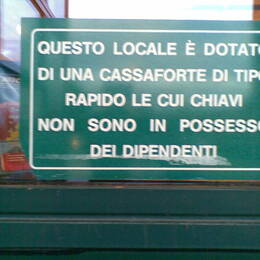 QUESTO LOCALE È DOTATO
DI UNA CASSAFORTE DI TIPO
RAPIDO LE CUI CHIAVI
NON SONO IN POSSESSO
DEI DIPENDENTI